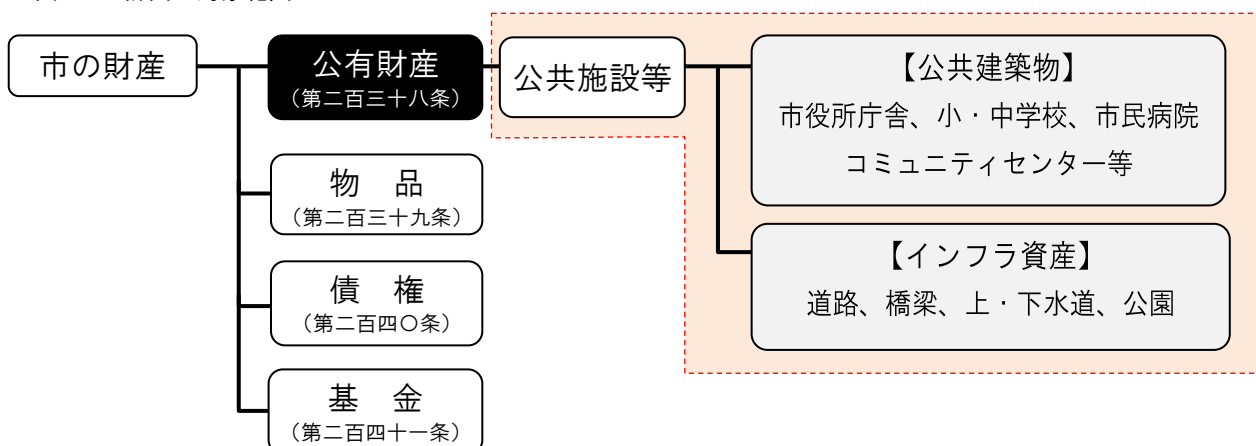 市の財産
公有財産
（第二百三十八条）
公共施設等
【公共建築物】
市役所庁舎、小・中学校、市民病院
コミュニティセンター等
物　品
（第二百三十九条）
【インフラ資産】
道路、橋梁、上・下水道、公園
債　権
（第二百四〇条）
基　金
（第二百四十一条）